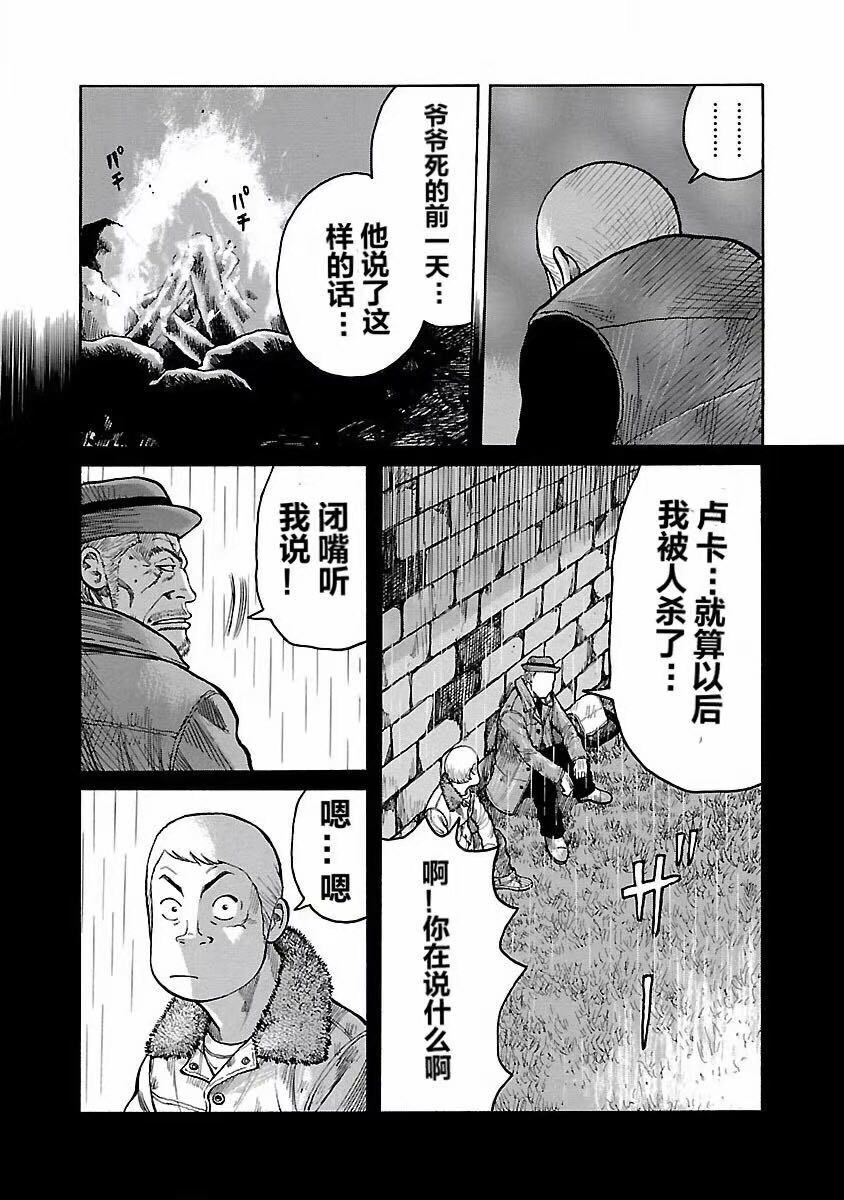 ……
……
爷爷死的前一天…
他说了这
样的话…
パチ
パチ
卢卡…就算以后
我被人杀了…
啊！你在说什么啊
ザー
闭嘴听
我说！
嗯…嗯